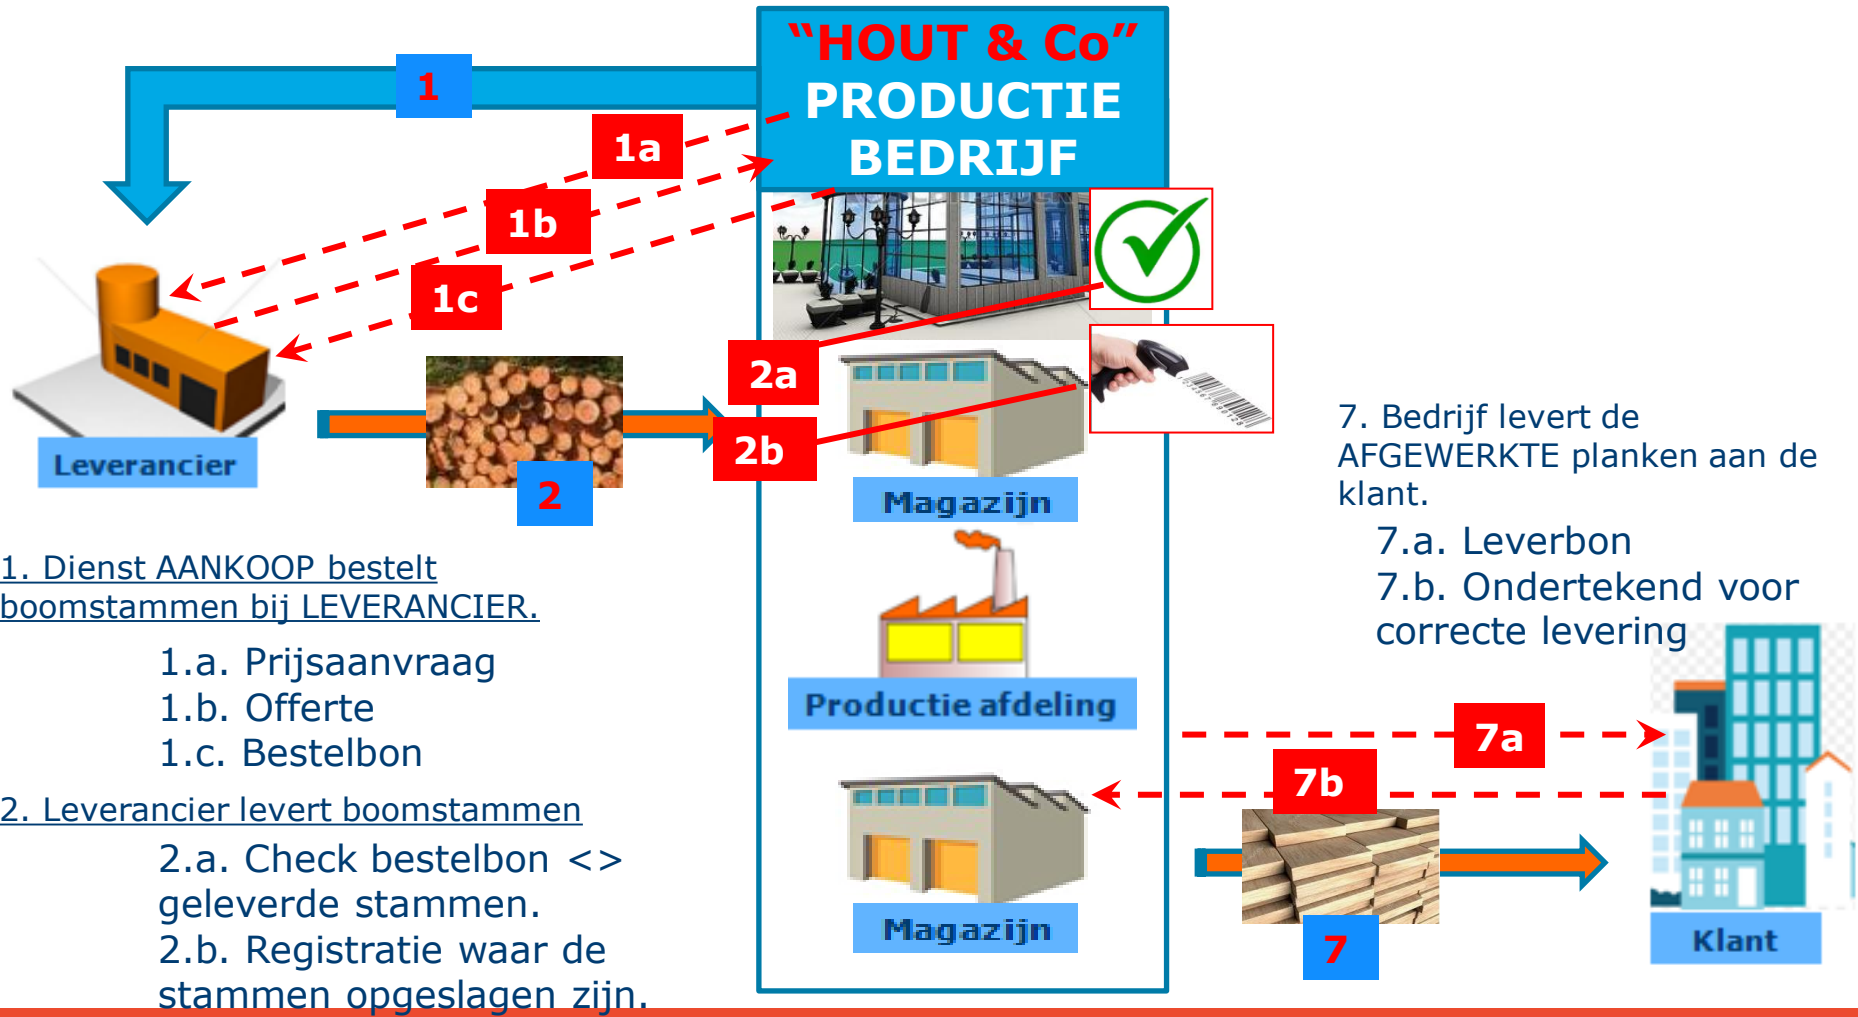 “HOUT & Co”
PRODUCTIE
BEDRIJF
1
1a
1b
1c
2a
2b
2
Leverancier
Magazijn
Productie afdeling
Magazijn
1. Dienst AANKOOP bestelt
boomstammen bij LEVERANCIER.
1.a. Prijsaanvraag
1.b. Offerte
1.c. Bestelbon
2. Leverancier levert boomstammen
2.a. Check bestelbon <>
geleverde stammen.
2.b. Registratie waar de
stammen opgeslagen zijn.
7. Bedrijf levert de
AFGEWERKTE planken aan de
klant.
7.a. Leverbon
7.b. Ondertekend voor
correcte levering
7a
7b
7
Klant